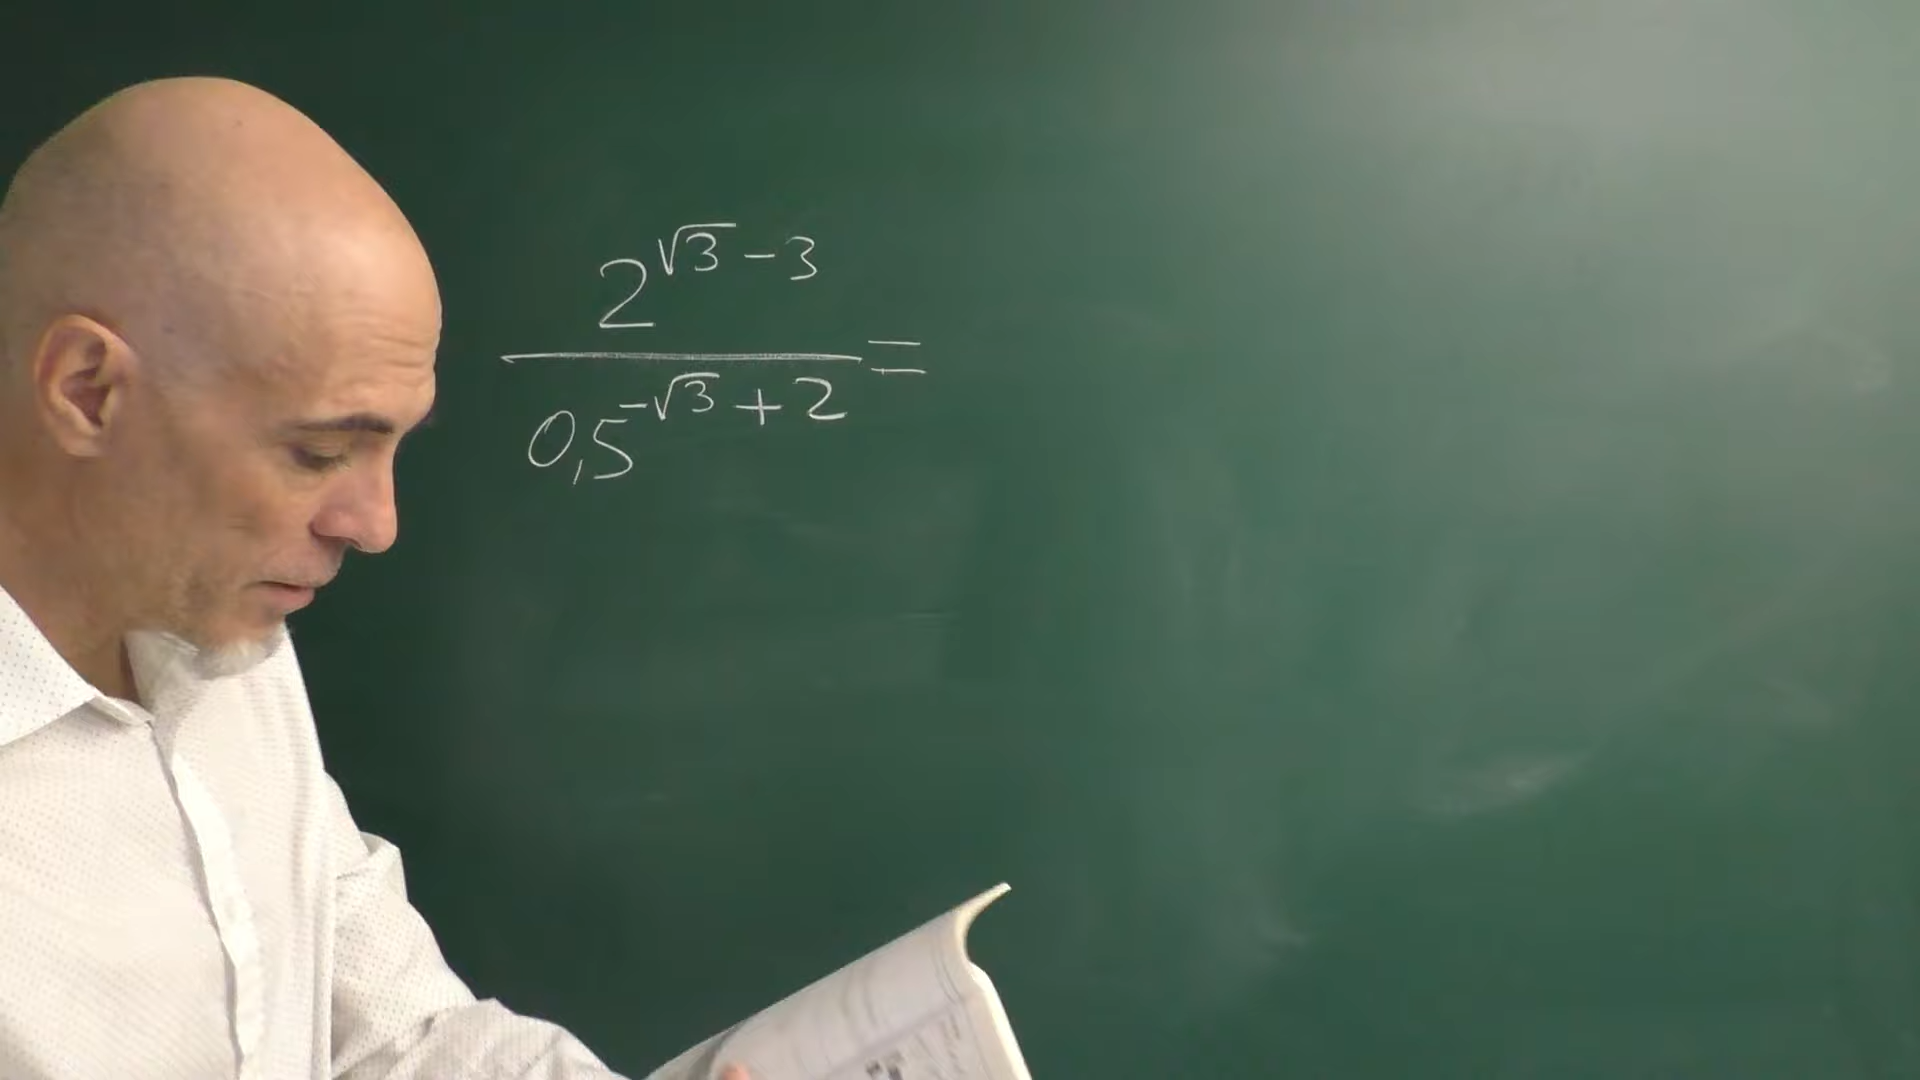 2^{√3 - 3}
0,5^{-√3 + 2}
=